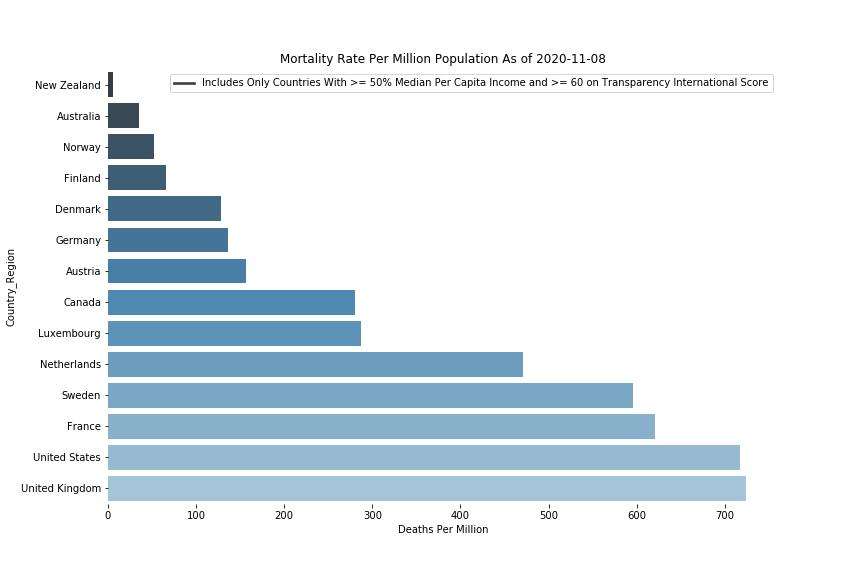 Mortality Rate Per Million Population As of 2020-11-08
Includes Only Countries With >= 50% Median Per Capita Income and >= 60 on Transparency International Score
Country_Region
New Zealand
Australia
Norway
Finland
Denmark
Germany
Austria
Canada
Luxembourg
Netherlands
Sweden
France
United States
United Kingdom
0 100 200 300 400 500 600 700
Deaths Per Million